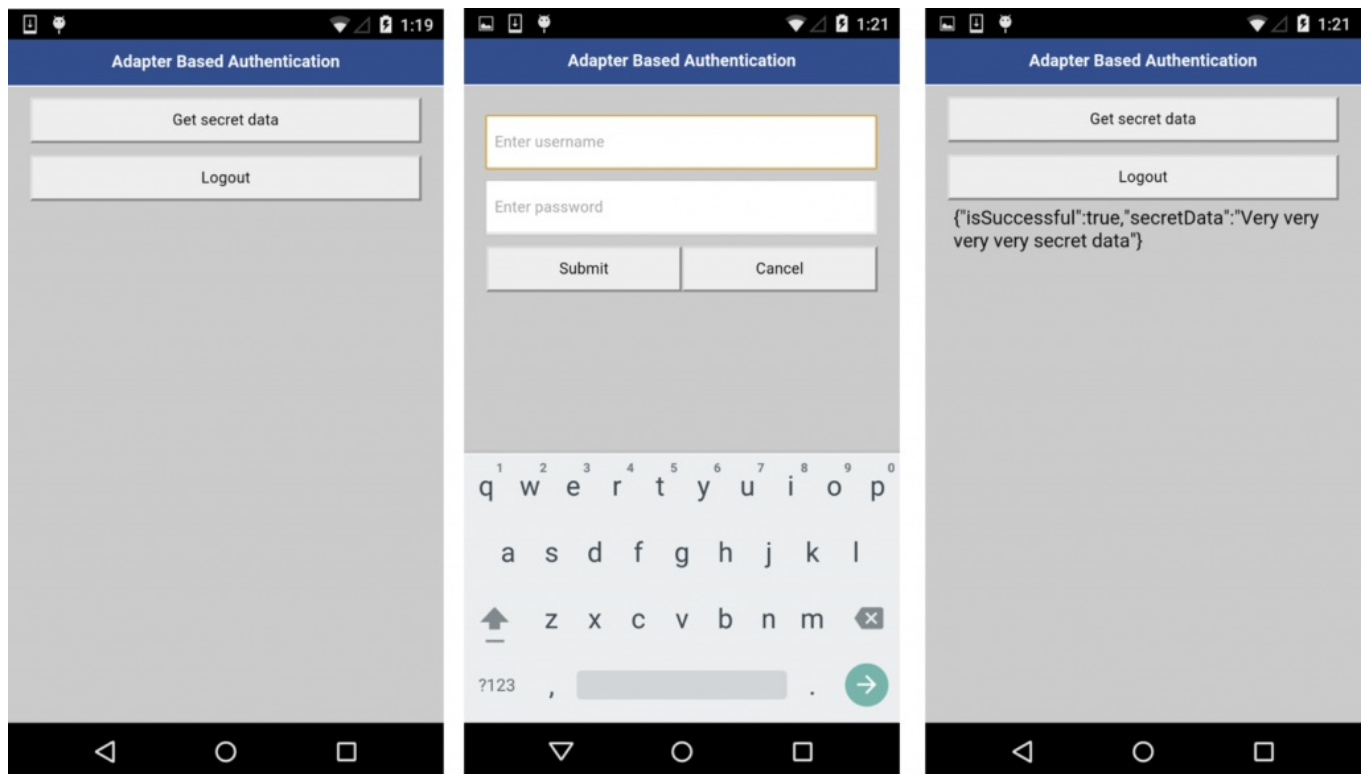 1:19
Adapter Based Authentication
Get secret data
Logout
1:21
Adapter Based Authentication
Enter username
Enter password
Submit
Cancel
1 2 3 4 5 6 7 8 9 0
q w e r t y u i o p
a s d f g h j k l
z x c v b n m
?123 , .
1:21
Adapter Based Authentication
Get secret data
Logout
{"isSuccessful":true,"secretData":"Very very
very very secret data"}